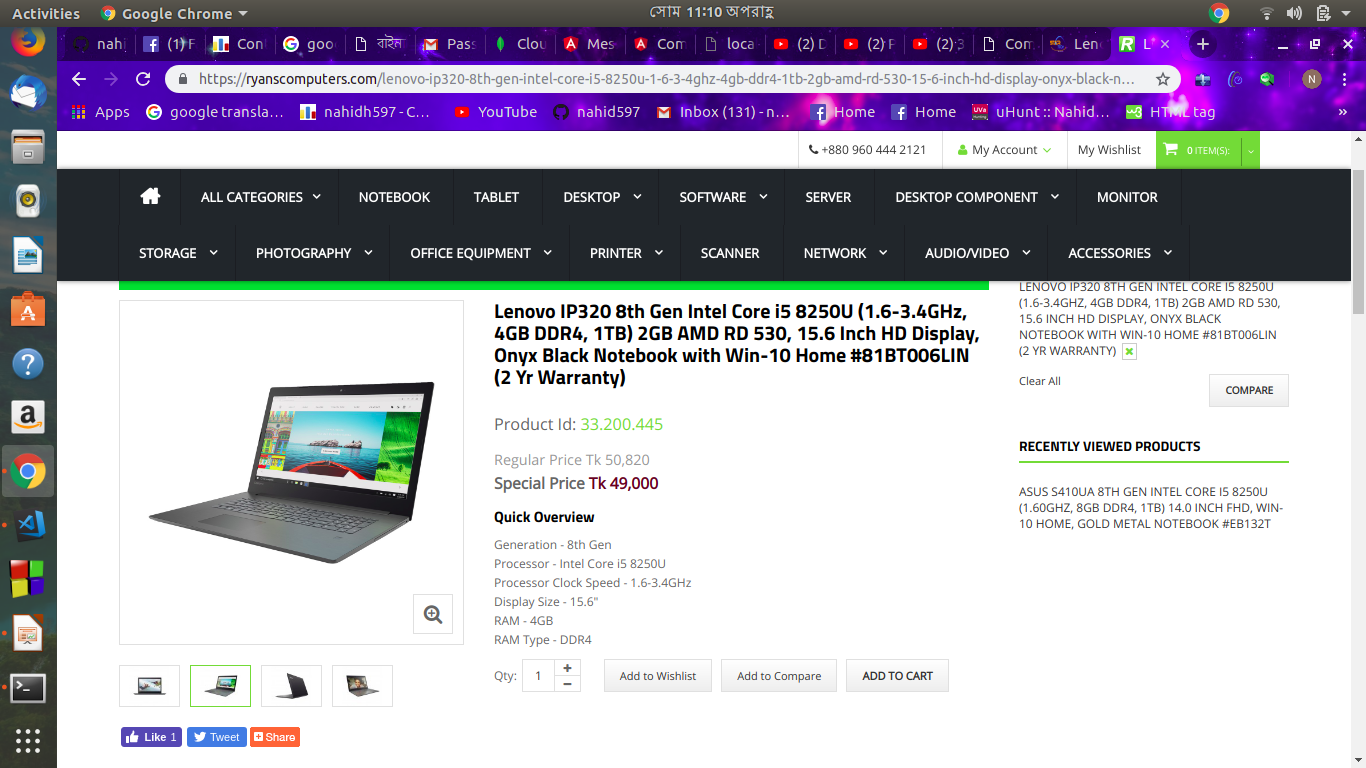 Activities Google Chrome সোম 11:10 অপরাহ্ণ
nah (1) F Con goo বাইন Pas Clou Mes Com loca (2) D (2) F (2) 3 Com Len L
https://ryanscomputers.com/lenovo-ip320-8th-gen-intel-core-i5-8250u-1-6-3-4ghz-4gb-ddr4-1tb-2gb-amd-rd-530-15-6-inch-hd-display-onyx-black-n... N
Apps google transla... nahidh597 - C... YouTube nahid597 Inbox (131) - n... Home Home uHunt :: Nahid... HTML tag »
+880 960 444 2121 My Account My Wishlist 0 ITEM(S):
ALL CATEGORIES NOTEBOOK TABLET DESKTOP SOFTWARE SERVER DESKTOP COMPONENT MONITOR
STORAGE PHOTOGRAPHY OFFICE EQUIPMENT PRINTER SCANNER NETWORK AUDIO/VIDEO ACCESSORIES
Lenovo IP320 8th Gen Intel Core i5 8250U (1.6-3.4GHz,
4GB DDR4, 1TB) 2GB AMD RD 530, 15.6 Inch HD Display,
Onyx Black Notebook with Win-10 Home #81BT006LIN
(2 Yr Warranty)
Product Id: 33.200.445
Regular Price Tk 50,820
Special Price Tk 49,000
Quick Overview
Generation - 8th Gen
Processor - Intel Core i5 8250U
Processor Clock Speed - 1.6-3.4GHz
Display Size - 15.6"
RAM - 4GB
RAM Type - DDR4
Qty: 1 + − Add to Wishlist Add to Compare ADD TO CART
Like 1 Tweet Share
LENOVO IP320 8TH GEN INTEL CORE I5 8250U
(1.6-3.4GHZ, 4GB DDR4, 1TB) 2GB AMD RD 530,
15.6 INCH HD DISPLAY, ONYX BLACK
NOTEBOOK WITH WIN-10 HOME #81BT006LIN
(2 YR WARRANTY)
Clear All COMPARE
RECENTLY VIEWED PRODUCTS
ASUS S410UA 8TH GEN INTEL CORE I5 8250U
(1.60GHZ, 8GB DDR4, 1TB) 14.0 INCH FHD, WIN-
10 HOME, GOLD METAL NOTEBOOK #EB132T